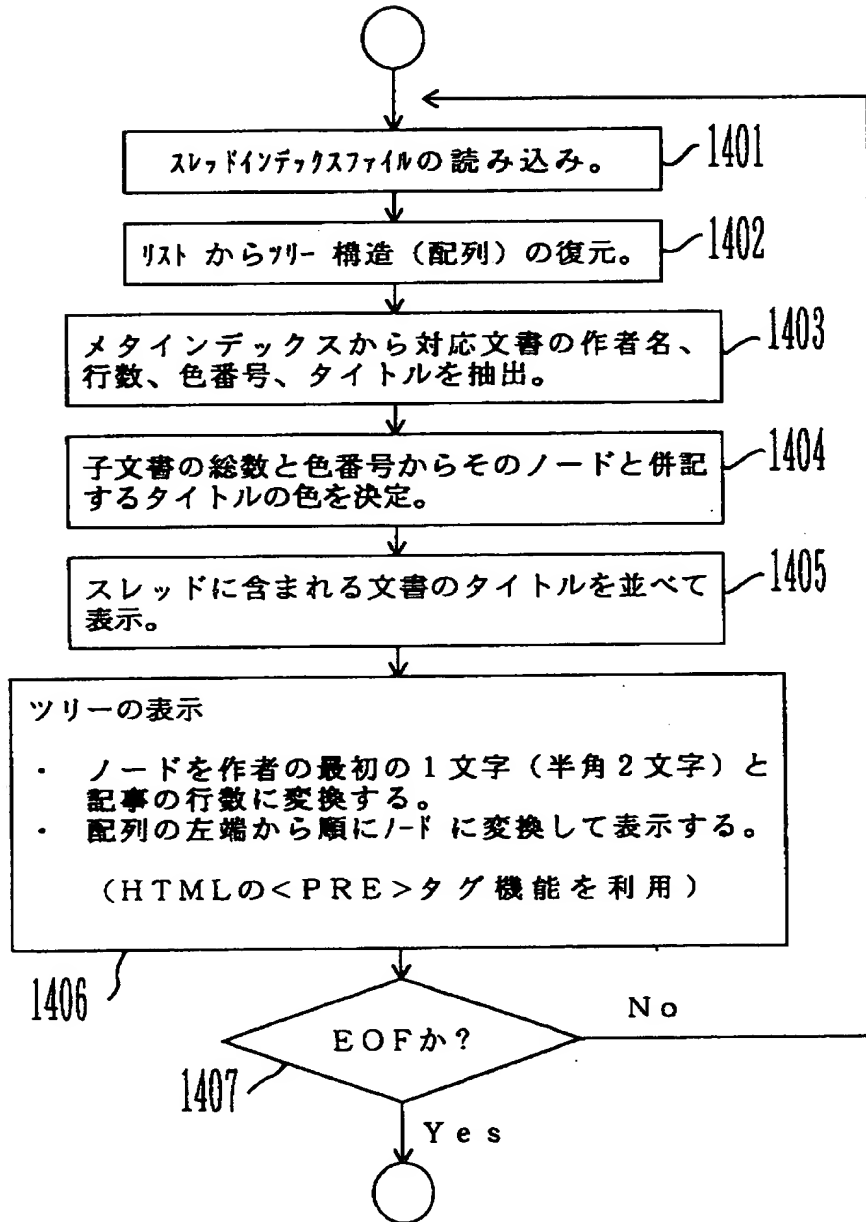 スレッドインデックスファイルの読み込み。
1401
リストからツリー構造(配列)の復元。
1402
メタインデックスから対応文書の作者名、
行数、色番号、タイトルを抽出。
1403
子文書の総数と色番号からそのノードと併記
するタイトルの色を決定。
1404
スレッドに含まれる文書のタイトルを並べて
表示。
1405
ツリーの表示
・ ノードを作者の最初の1文字(半角2文字)と
記事の行数に変換する。
・ 配列の左端から順にノードに変換して表示する。
(HTMLの<PRE>タグ機能を利用)
1406
EOFか?
No
1407
Yes